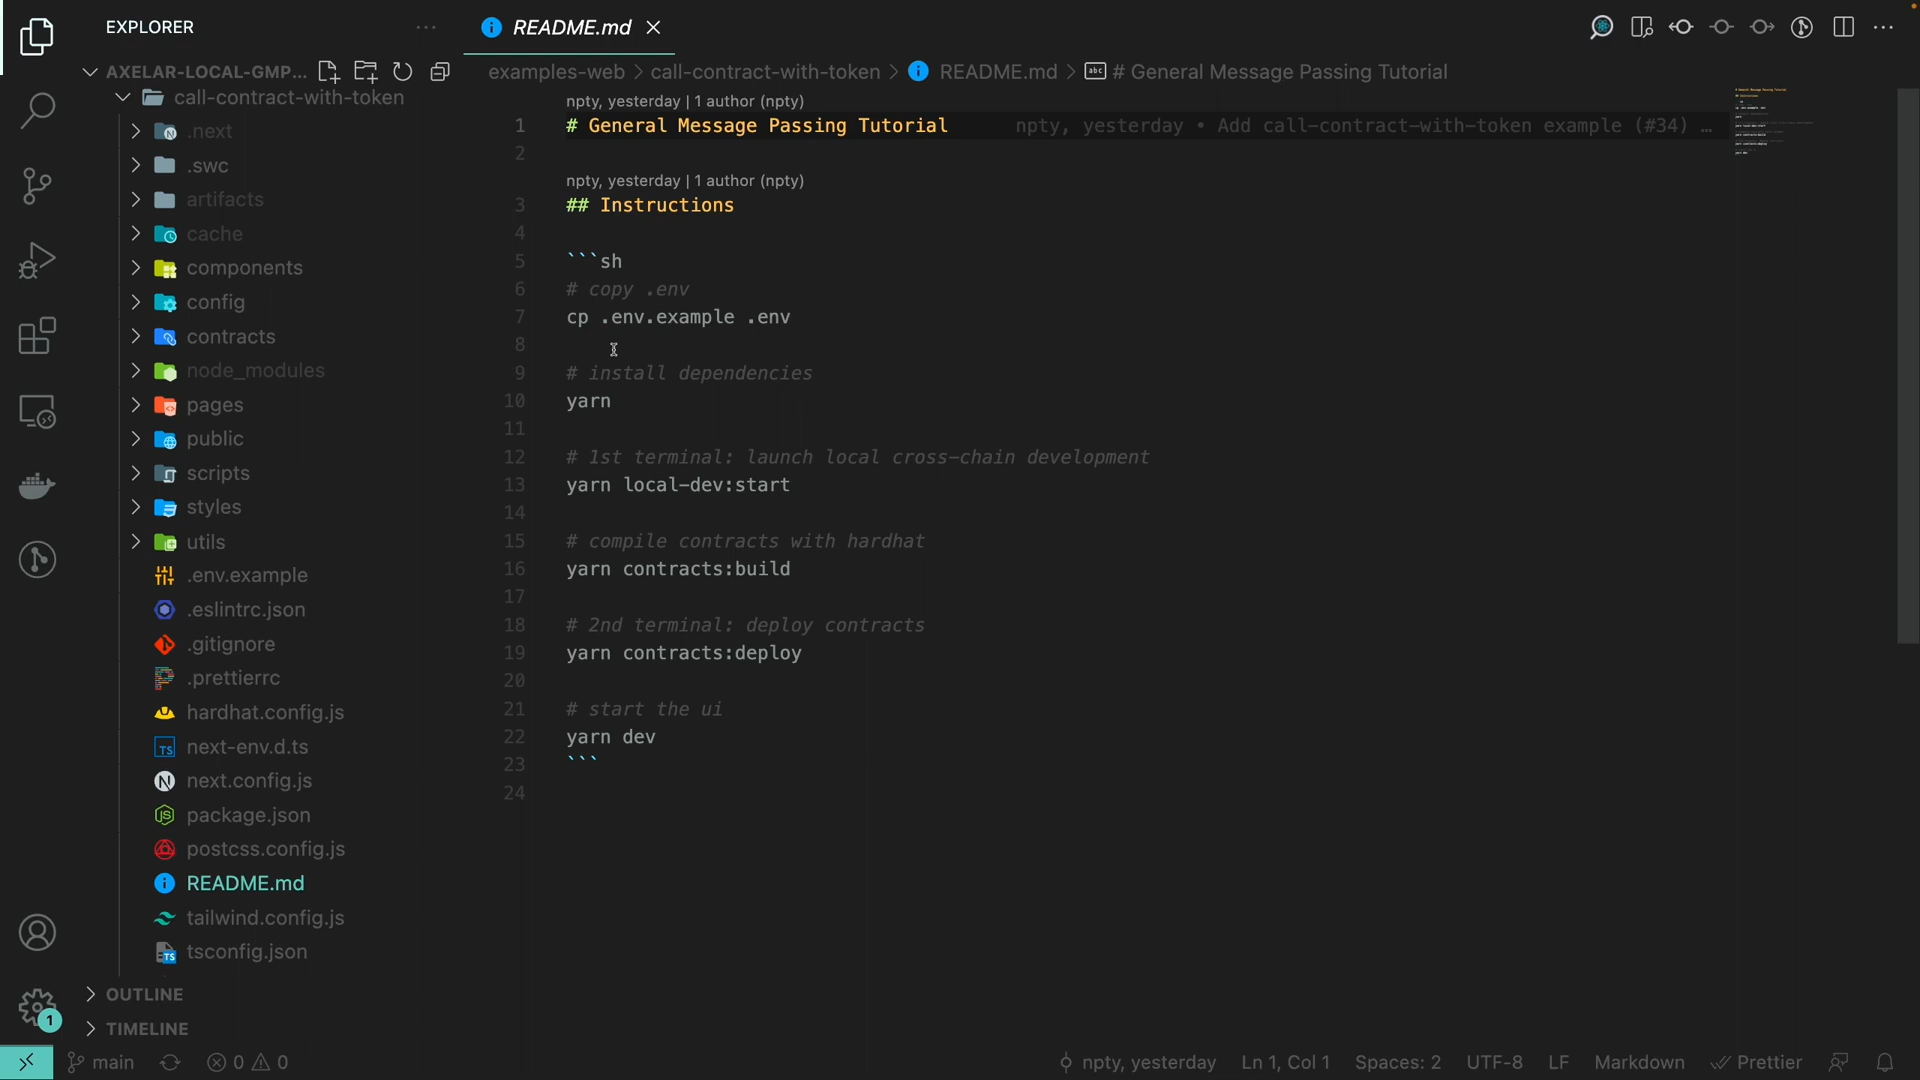 EXPLORER
README.md
AXELAR-LOCAL-GMP...
examples-web > call-contract-with-token > README.md > # General Message Passing Tutorial
call-contract-with-token
.next
.swc
artifacts
cache
components
config
contracts
node_modules
pages
public
scripts
styles
utils
.env.example
.eslintrc.json
.gitignore
.prettierrc
hardhat.config.js
next-env.d.ts
next.config.js
package.json
postcss.config.js
README.md
tailwind.config.js
tsconfig.json
OUTLINE
TIMELINE
npty, yesterday | 1 author (npty)
1 # General Message Passing Tutorial npty, yesterday • Add call-contract-with-token example (#34) …
2
npty, yesterday | 1 author (npty)
3 ## Instructions
4
5 ```sh
6 # copy .env
7 cp .env.example .env
8
9 # install dependencies
10 yarn
11
12 # 1st terminal: launch local cross-chain development
13 yarn local-dev:start
14
15 # compile contracts with hardhat
16 yarn contracts:build
17
18 # 2nd terminal: deploy contracts
19 yarn contracts:deploy
20
21 # start the ui
22 yarn dev
23 ```
24
1
main 0 0 npty, yesterday Ln 1, Col 1 Spaces: 2 UTF-8 LF Markdown Prettier